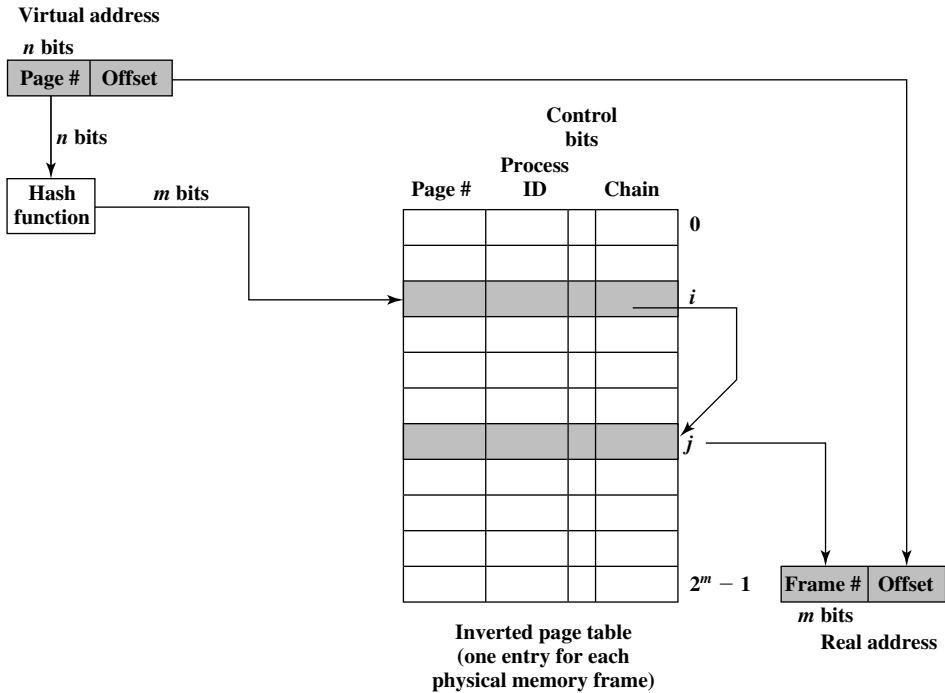 Virtual address
n bits
Page # Offset
n bits
Hash
function
m bits
Control
bits
Process
Page # ID Chain
0
i
j
2^m − 1
Frame # Offset
m bits
Real address
Inverted page table
(one entry for each
physical memory frame)